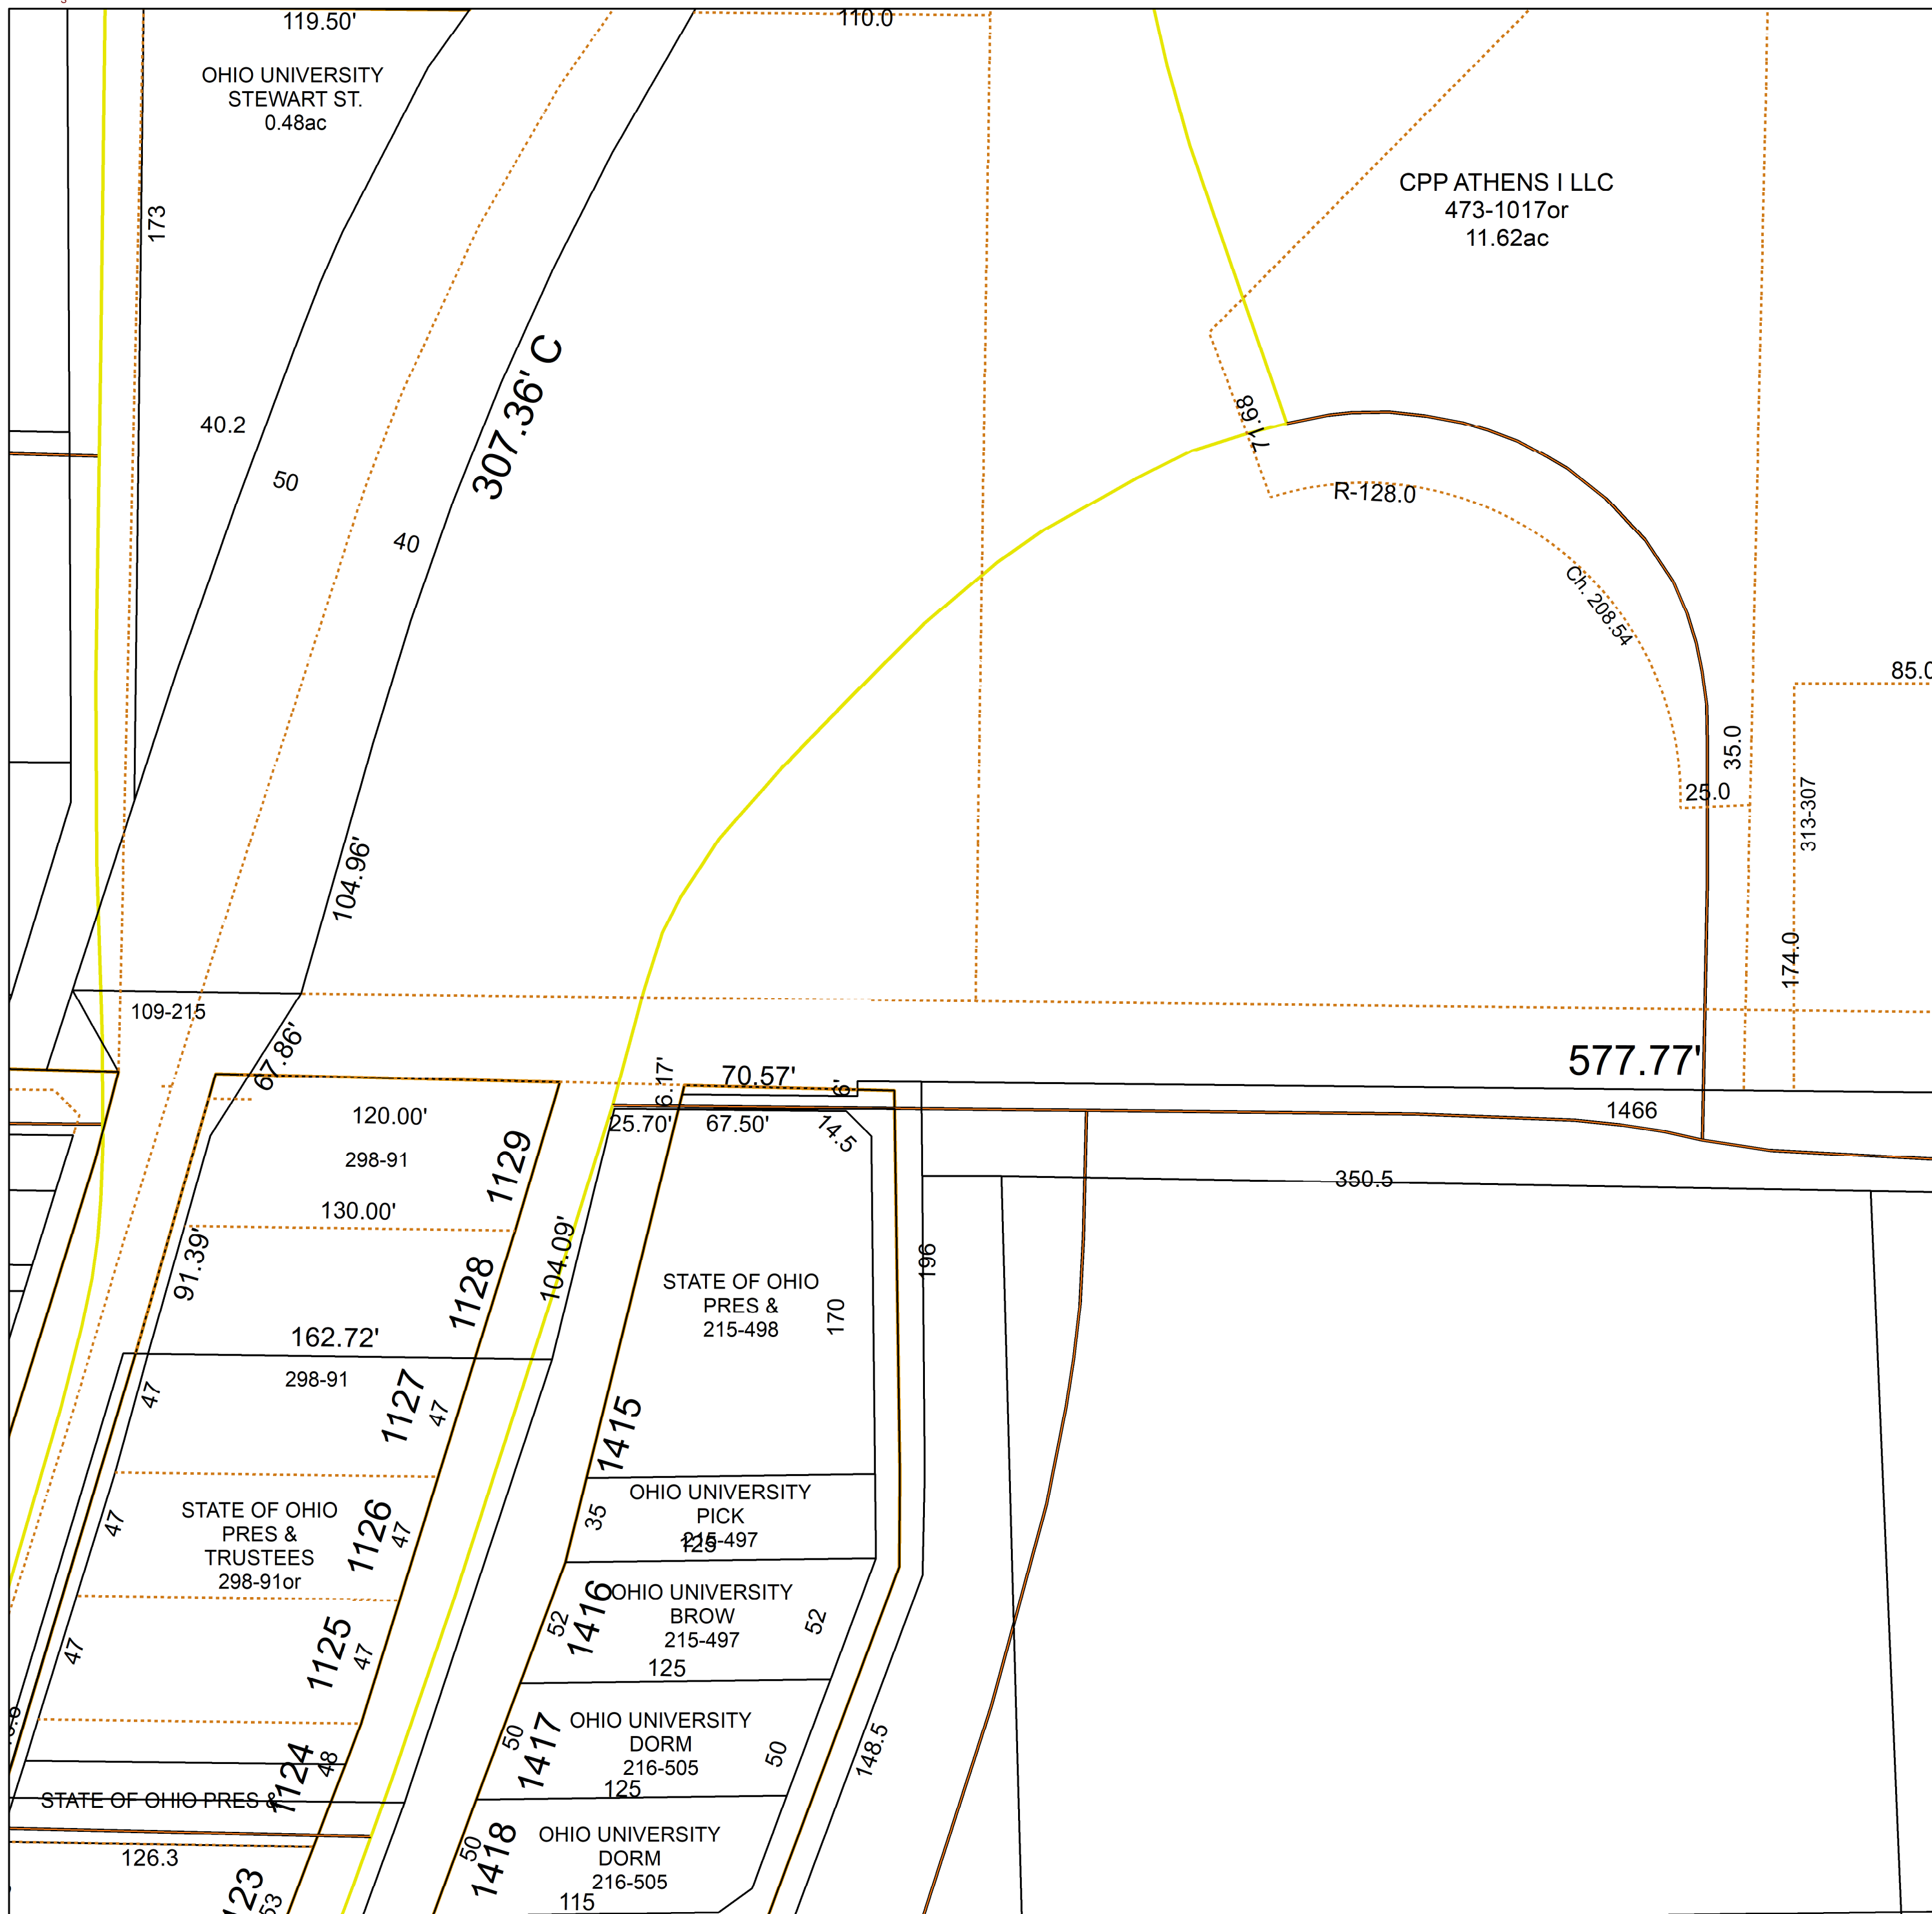 119.50'
110.0
OHIO UNIVERSITY
STEWART ST.
0.48ac
CPP ATHENS I LLC
473-1017or
11.62ac
173
307.36' C
40.2
50
40
71.68
R-128.0
Ch. 208.54
85.0
35.0
25.0
313-307
104.96'
174.0
109-215
67.86'
577.77'
6.17'
70.57'
6'
120.00'
25.70'
67.50'
14.5
1466
298-91
1129
350.5
130.00'
91.39'
104.09'
196
1128
STATE OF OHIO
PRES &
215-498
170
162.72'
298-91
47
1127
47
1415
OHIO UNIVERSITY
PICK
215-497
125
35
47
STATE OF OHIO
PRES &
TRUSTEES
298-91or
1126
47
OHIO UNIVERSITY
BROW
215-497
52
1416
52
125
47
1125
47
OHIO UNIVERSITY
DORM
216-505
50
1417
50
125
148.5
1124
48
STATE OF OHIO PRES &
OHIO UNIVERSITY
DORM
216-505
50
1418
115
126.3
123
53